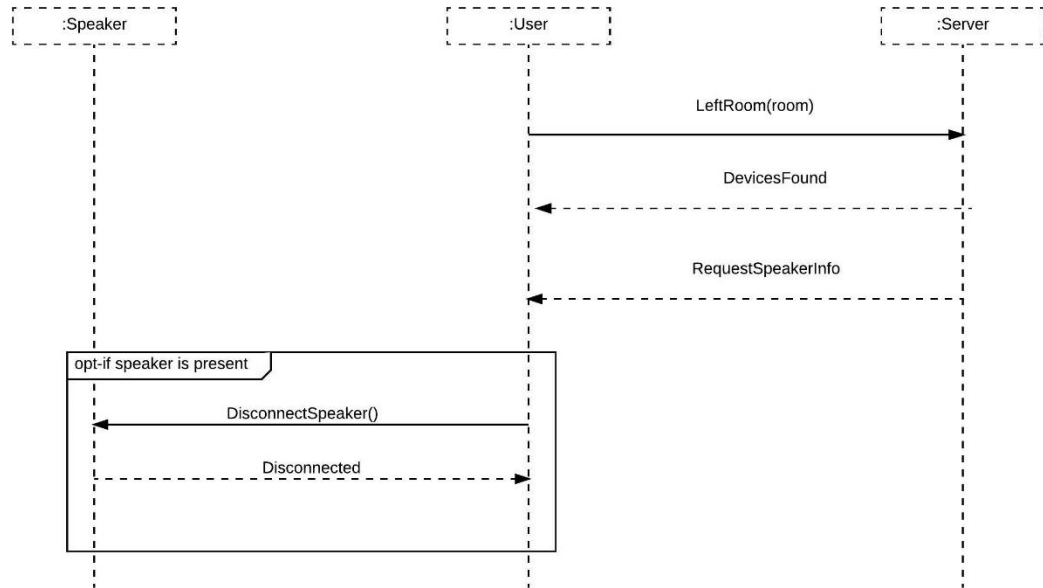 :Speaker
:User
:Server
LeftRoom(room)
DevicesFound
RequestSpeakerInfo
opt-if speaker is present
DisconnectSpeaker()
Disconnected